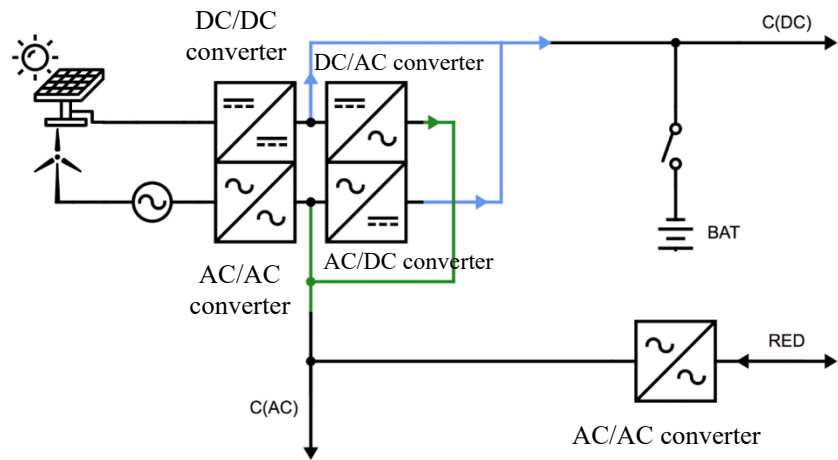 DC/DC
converter
DC/AC converter
C(DC)
BAT
AC/AC
converter
AC/DC converter
RED
C(AC)
AC/AC converter